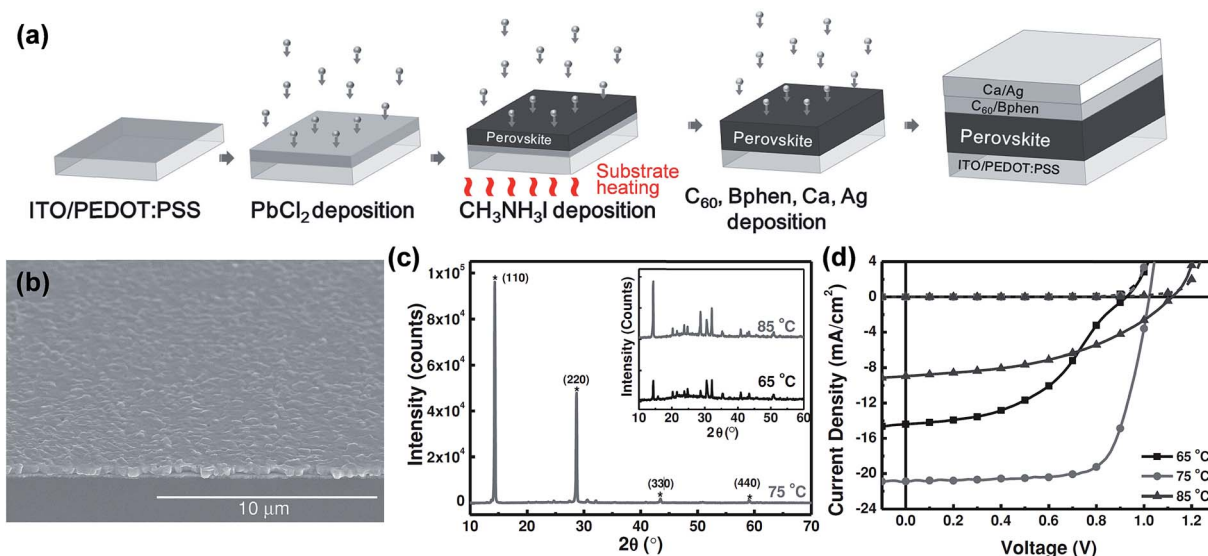 (a)
Ca/Ag
C60/Bphen
Perovskite
ITO/PEDOT:PSS
Perovskite
Perovskite
Substrate
heating
ITO/PEDOT:PSS
PbCl2 deposition
CH3NH3I deposition
C60, Bphen, Ca, Ag
deposition
(b)
10 μm
(c)
Intensity (counts)
1x10^5
8x10^4
6x10^4
4x10^4
2x10^4
0
(110)
(220)
(330)
(440)
75 °C
10 20 30 40 50 60 70
2θ (°)
Intensity (Counts)
85 °C
65 °C
10 20 30 40 50 60
2θ (°)
(d)
Current Density (mA/cm2)
4
0
-4
-8
-12
-16
-20
-24
65 °C
75 °C
85 °C
0.0 0.2 0.4 0.6 0.8 1.0 1.2
Voltage (V)